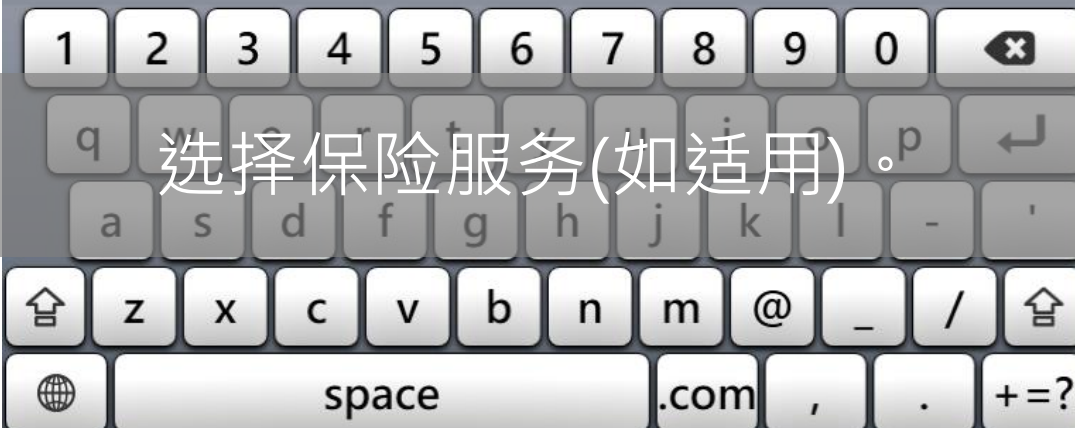 1 2 3 4 5 6 7 8 9 0
q w e r t y u i o p
选择保险服务(如适用)。
a s d f g h j k l - '
z x c v b n m @ _ /
space .com , . +=?